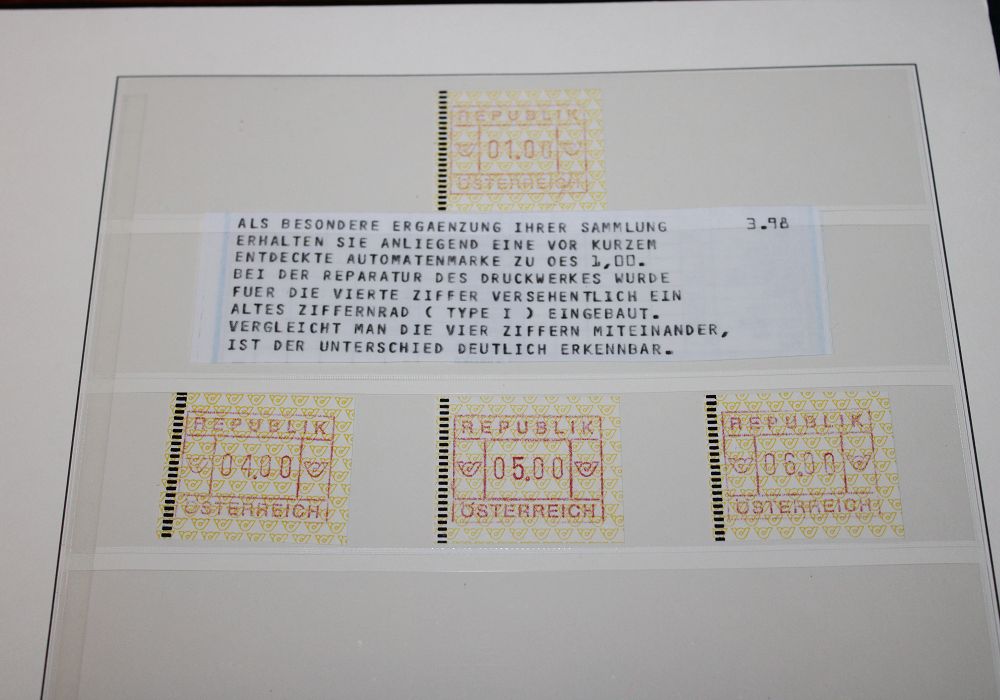 REPUBLIK
01.00
ÖSTERREICH
ALS BESONDERE ERGAENZUNG IHRER SAMMLUNG 3.98
ERHALTEN SIE ANLIEGEND EINE VOR KURZEM
ENTDECKTE AUTOMATENMARKE ZU OES 1,00.
BEI DER REPARATUR DES DRUCKWERKES WURDE
FUER DIE VIERTE ZIFFER VERSEHENTLICH EIN
ALTES ZIFFERNRAD ( TYPE I ) EINGEBAUT.
VERGLEICHT MAN DIE VIER ZIFFERN MITEINANDER,
IST DER UNTERSCHIED DEUTLICH ERKENNBAR.
REPUBLIK REPUBLIK REPUBLIK
04.00 05.00 06.00
ÖSTERREICH ÖSTERREICH ÖSTERREICH